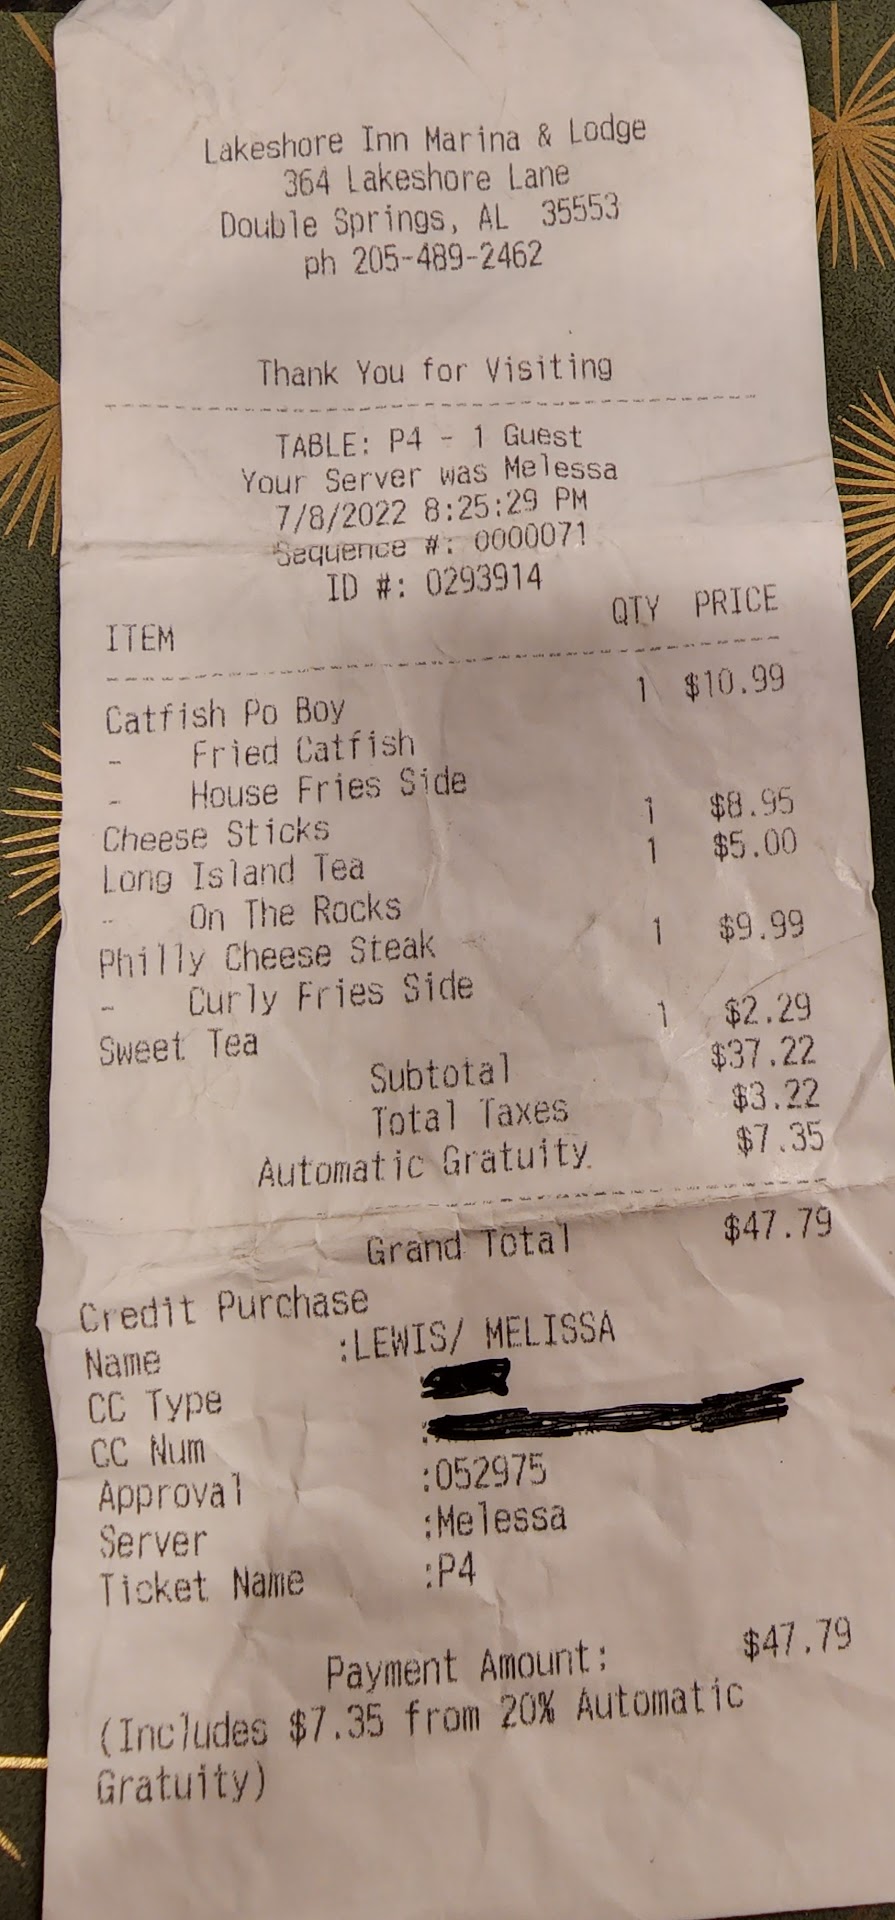 Lakeshore Inn Marina & Lodge
364 Lakeshore Lane
Double Springs, AL 35553
ph 205-489-2462
Thank You for Visiting
TABLE: P4 - 1 Guest
Your Server was Melessa
7/8/2022 8:25:29 PM
Sequence #: 0000071
ID #: 0293914
ITEM QTY PRICE
Catfish Po Boy 1 $10.99
- Fried Catfish
- House Fries Side
Cheese Sticks 1 $8.95
Long Island Tea 1 $5.00
- On The Rocks
Philly Cheese Steak 1 $9.99
- Curly Fries Side
Sweet Tea 1 $2.29
Subtotal $37.22
Total Taxes $3.22
Automatic Gratuity $7.35
Grand Total $47.79
Credit Purchase
Name :LEWIS/ MELISSA
CC Type :
CC Num :
Approval :052975
Server :Melessa
Ticket Name :P4
Payment Amount: $47.79
(Includes $7.35 from 20% Automatic
Gratuity)